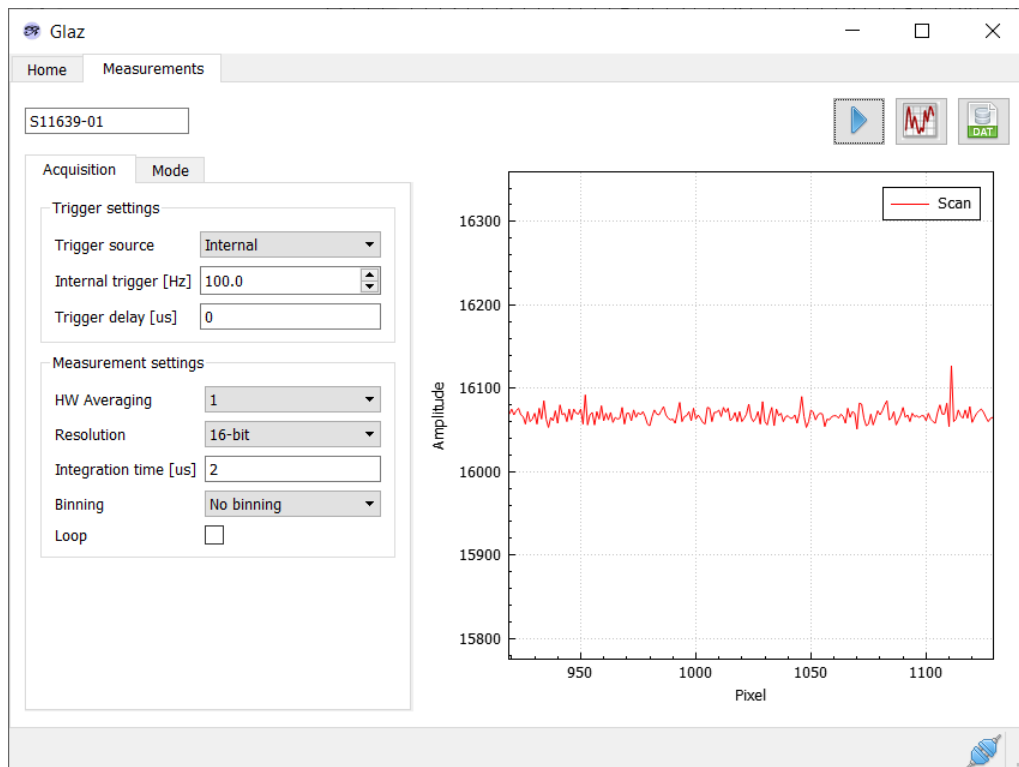 Glaz
Home Measurements
S11639-01
DAT
Acquisition Mode
Trigger settings
Trigger source Internal
Internal trigger [Hz] 100.0
Trigger delay [us] 0
Measurement settings
HW Averaging 1
Resolution 16-bit
Integration time [us] 2
Binning No binning
Loop
Scan
16300
16200
16100
16000
15900
15800
Amplitude
950 1000 1050 1100
Pixel